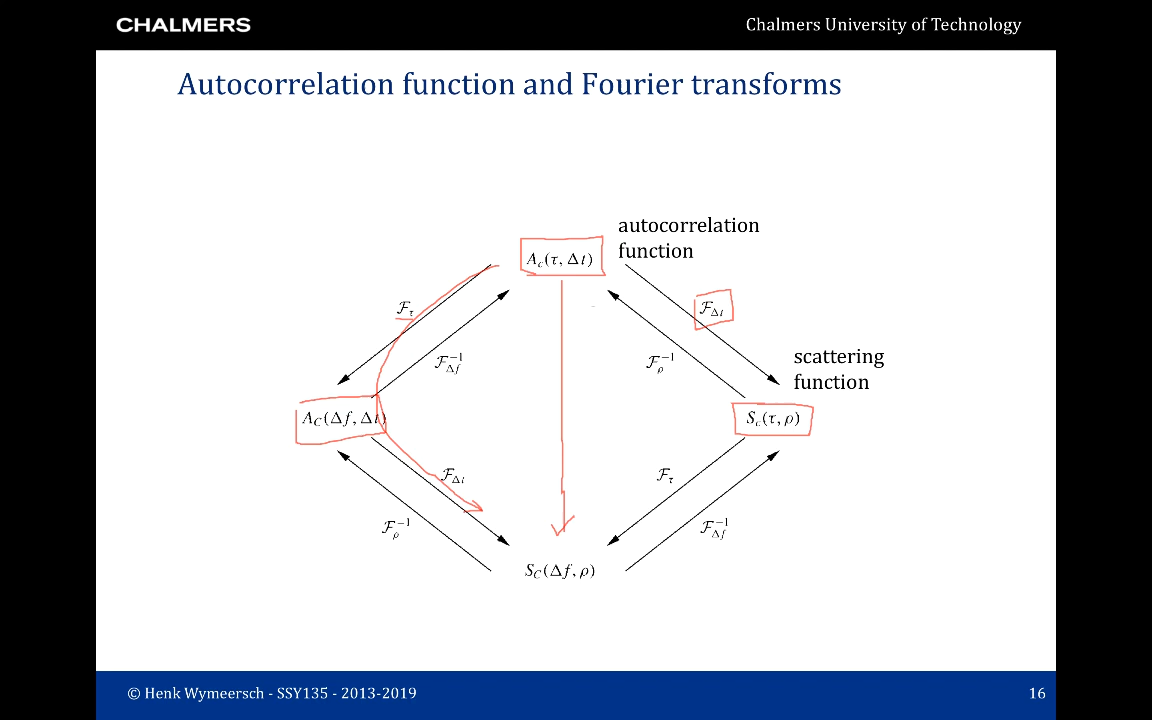 CHALMERS
Chalmers University of Technology
Autocorrelation function and Fourier transforms
autocorrelation
function
A_c(τ, Δt)
ℱ_τ
ℱ_Δt
ℱ_Δf^−1
ℱ_ρ^−1
scattering
function
A_C(Δf, Δt)
S_c(τ, ρ)
ℱ_Δt
ℱ_τ
ℱ_ρ^−1
ℱ_Δf^−1
S_C(Δf, ρ)
© Henk Wymeersch - SSY135 - 2013-2019
16